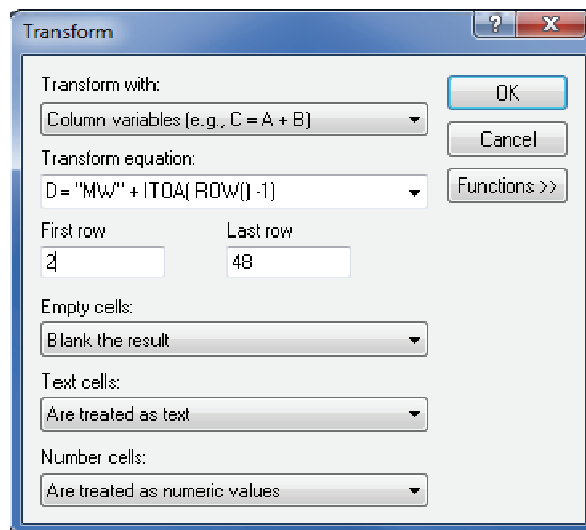 Transform
Transform with:
OK
Column variables (e.g., C = A + B)
Cancel
Transform equation:
D = "MW" + ITOA( ROW() -1)
Functions >>
First row
Last row
2
48
Empty cells:
Blank the result
Text cells:
Are treated as text
Number cells:
Are treated as numeric values